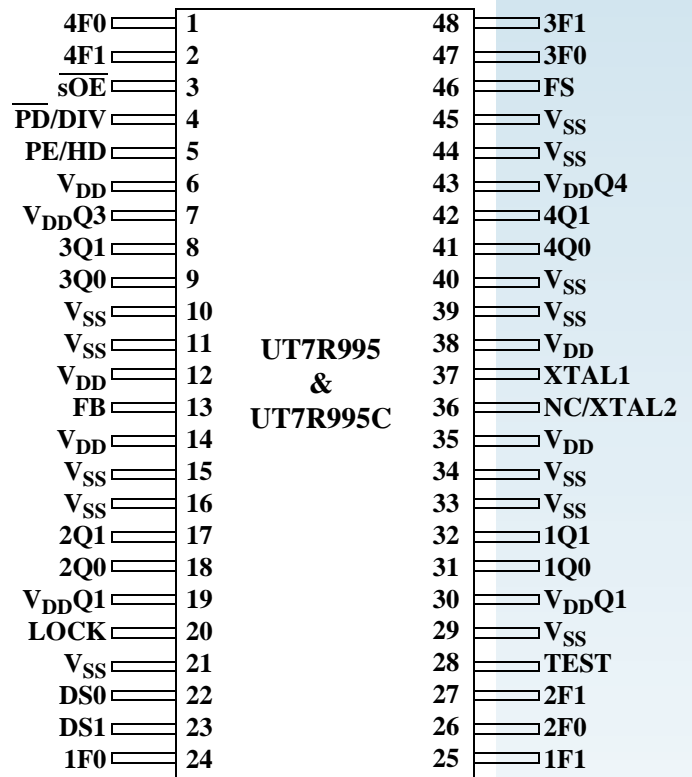 4F0 1 48 3F1
4F1 2 47 3F0
s̅O̅E̅ 3 46 FS
P̅D̅/DIV 4 45 VSS
PE/HD 5 44 VSS
VDD 6 43 VDDQ4
VDDQ3 7 42 4Q1
3Q1 8 41 4Q0
3Q0 9 40 VSS
VSS 10 39 VSS
VSS 11 38 VDD
UT7R995
VDD 12 37 XTAL1
&
FB 13 36 NC/XTAL2
UT7R995C
VDD 14 35 VDD
VSS 15 34 VSS
VSS 16 33 VSS
2Q1 17 32 1Q1
2Q0 18 31 1Q0
VDDQ1 19 30 VDDQ1
LOCK 20 29 VSS
VSS 21 28 TEST
DS0 22 27 2F1
DS1 23 26 2F0
1F0 24 25 1F1